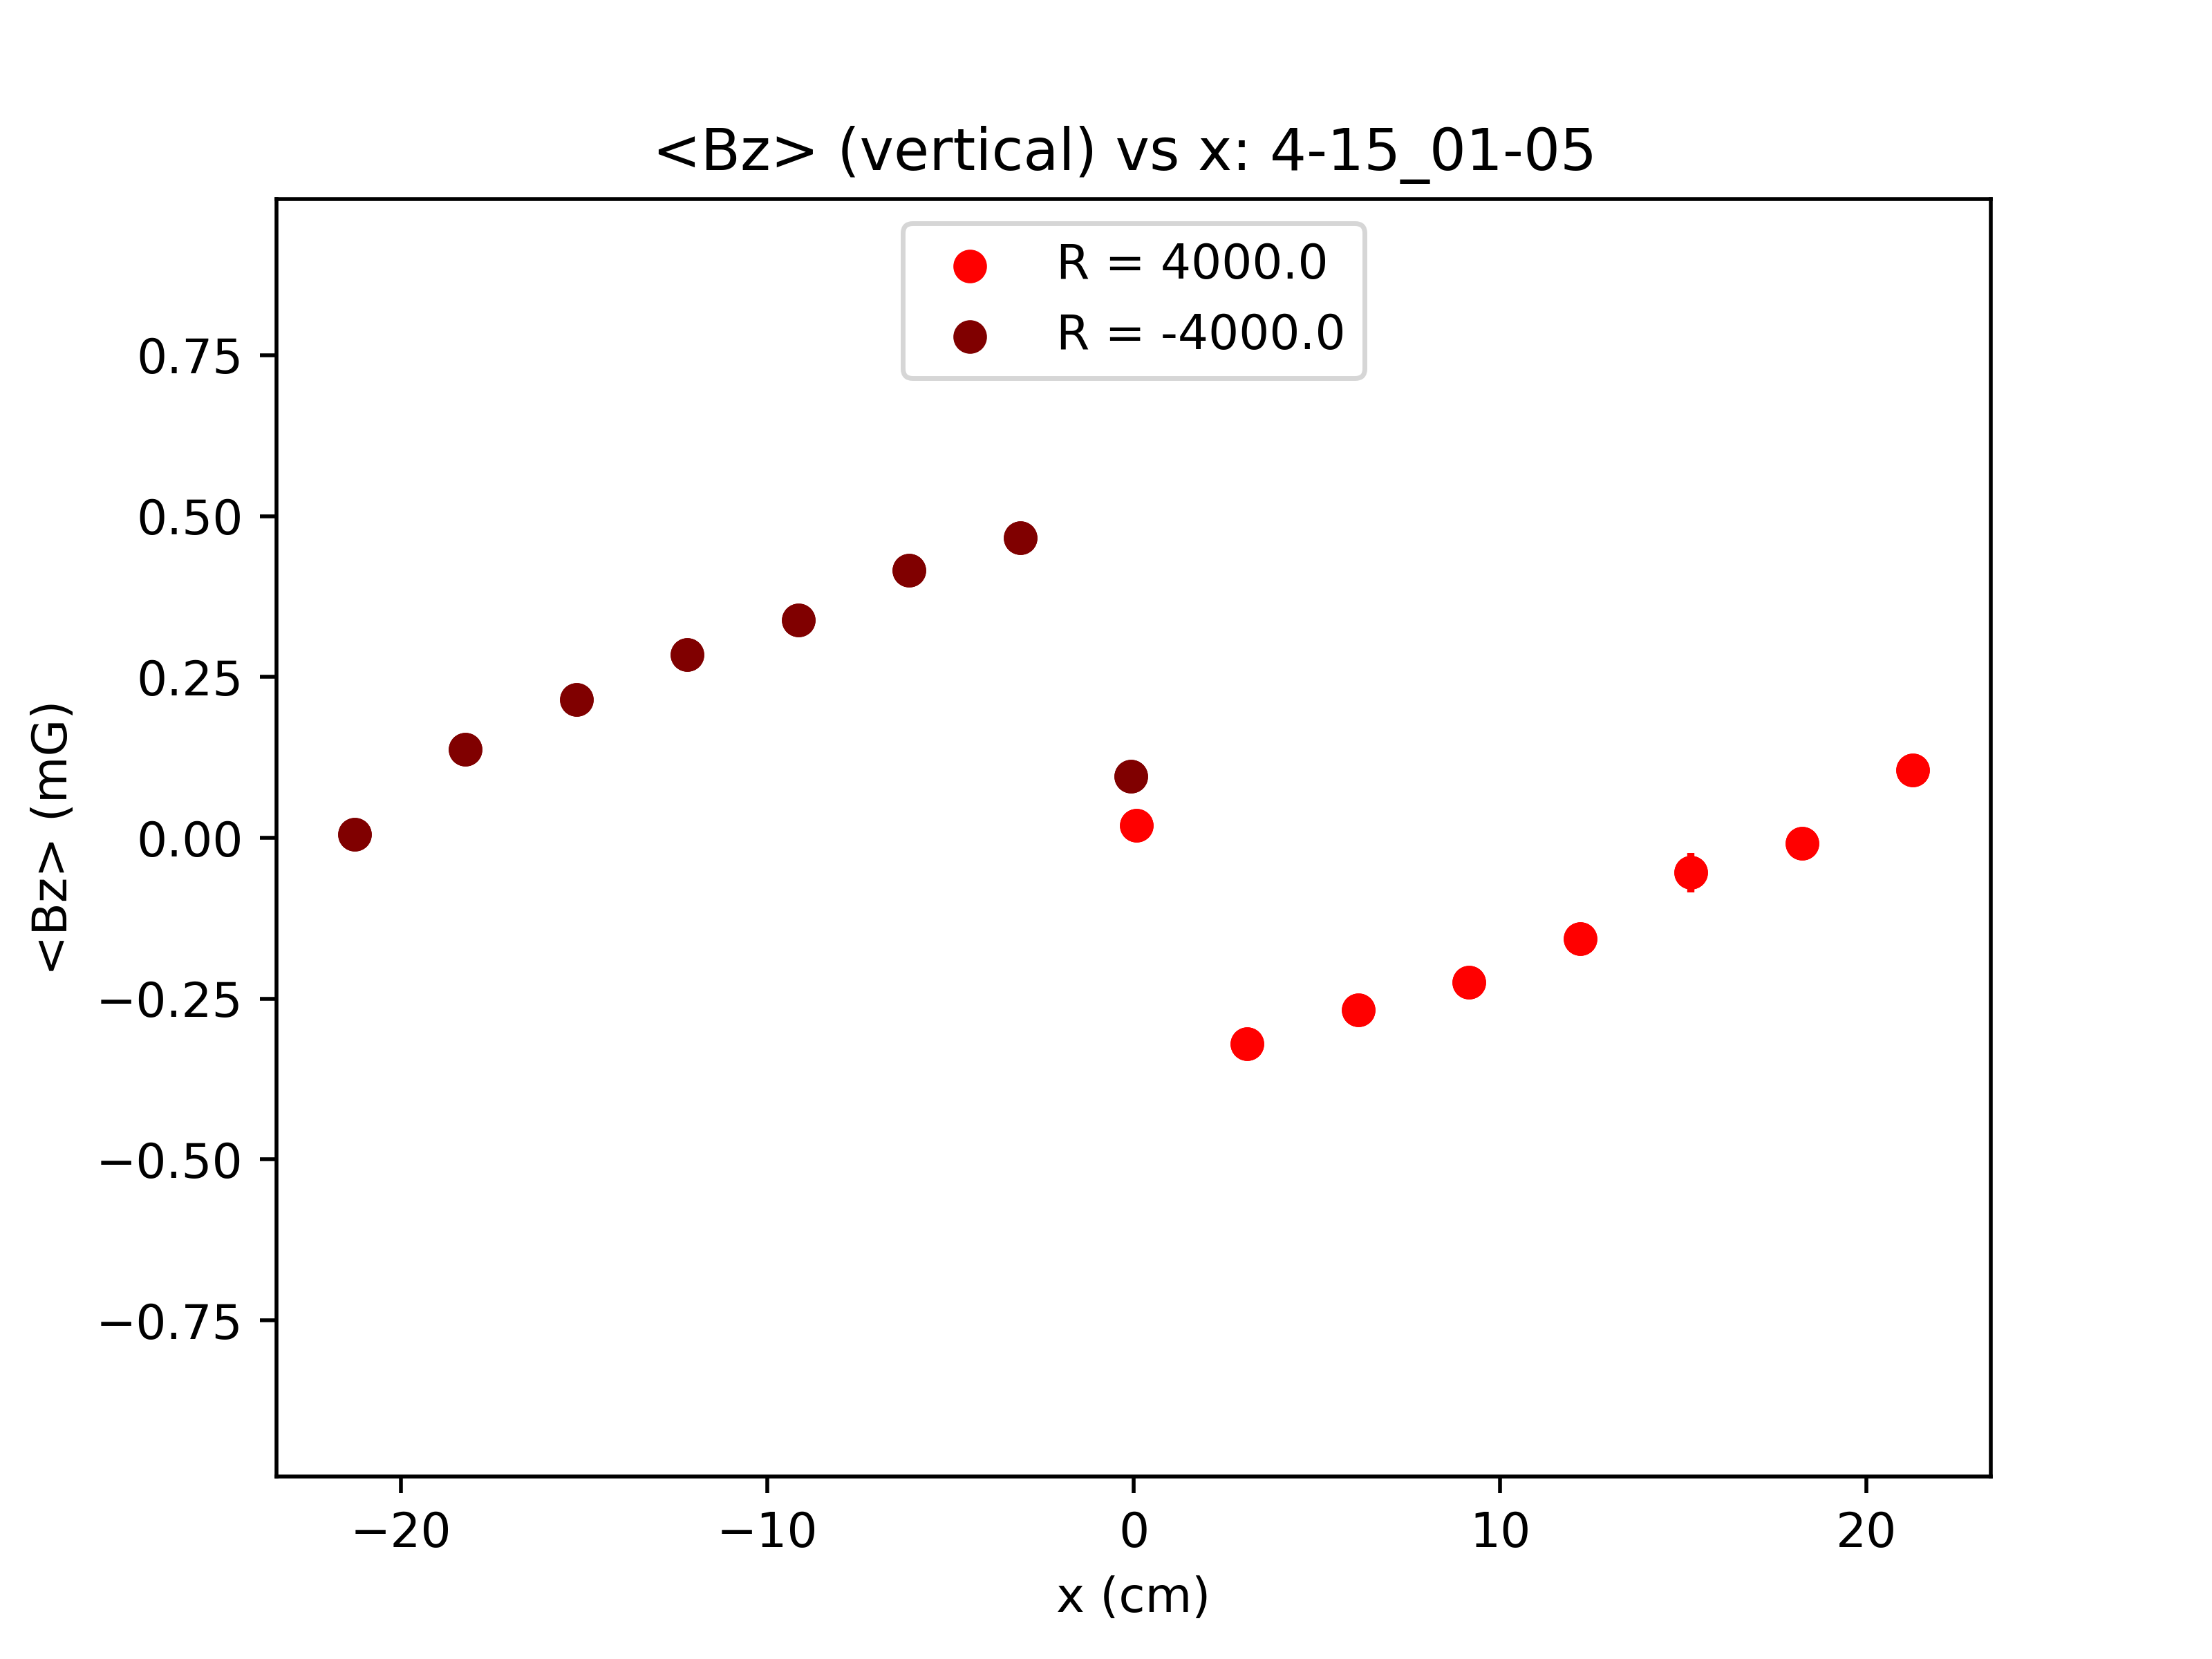 <Bz> (vertical) vs x: 4-15_01-05
R = 4000.0
R = -4000.0
0.75
0.50
0.25
0.00
−0.25
−0.50
−0.75
<Bz> (mG)
−20 −10 0 10 20
x (cm)